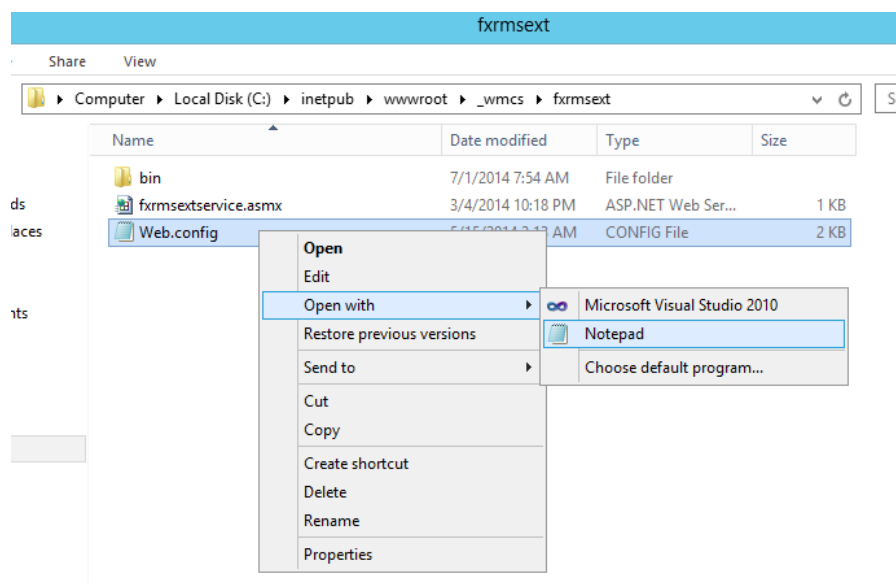 fxrmsext
Share View
Computer Local Disk (C:) inetpub wwwroot _wmcs fxrmsext S
Name Date modified Type Size
bin 7/1/2014 7:54 AM File folder
ds fxrmsextservice.asmx 3/4/2014 10:18 PM ASP.NET Web Ser... 1 KB
laces Web.config AM CONFIG File 2 KB
Open
Edit
Open with Microsoft Visual Studio 2010
nts
Restore previous versions Notepad
Send to Choose default program...
Cut
Copy
Create shortcut
Delete
Rename
Properties